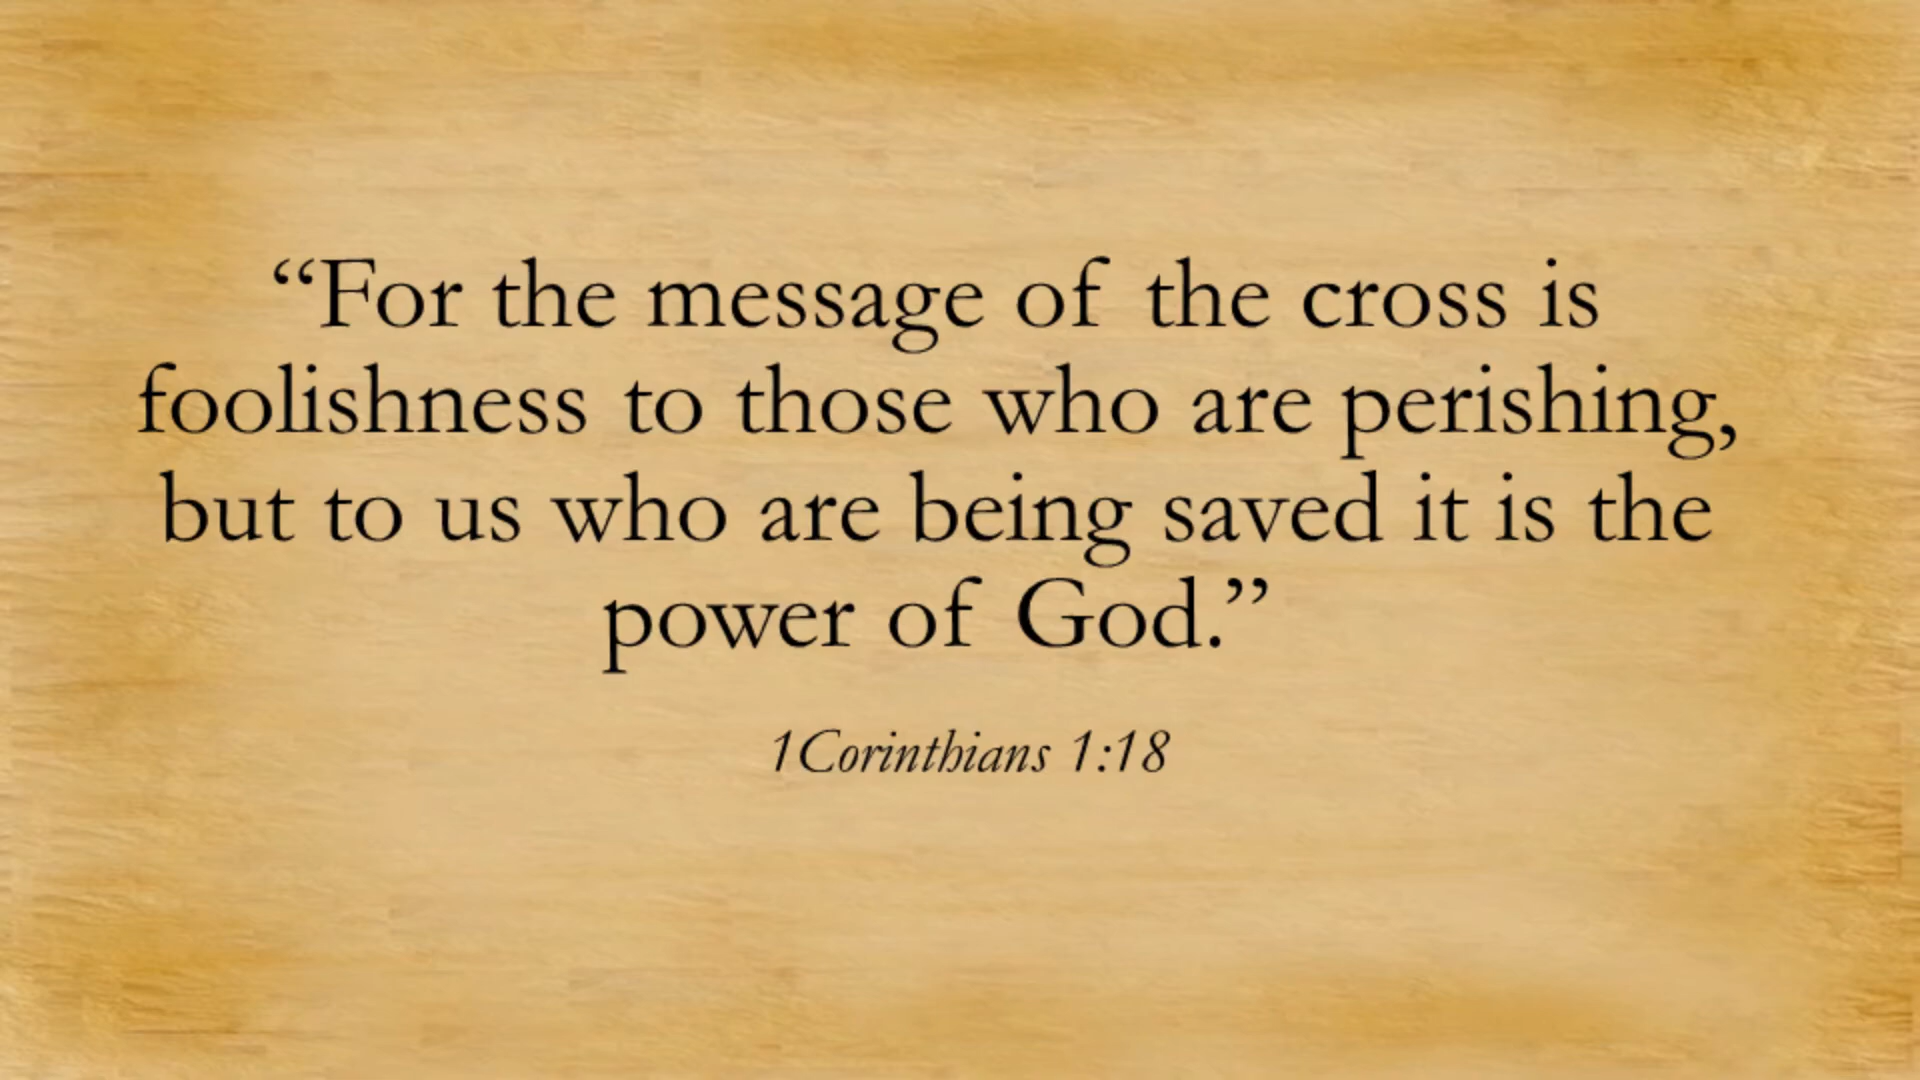 “For the message of the cross is
foolishness to those who are perishing,
but to us who are being saved it is the
power of God.”
1Corinthians 1:18